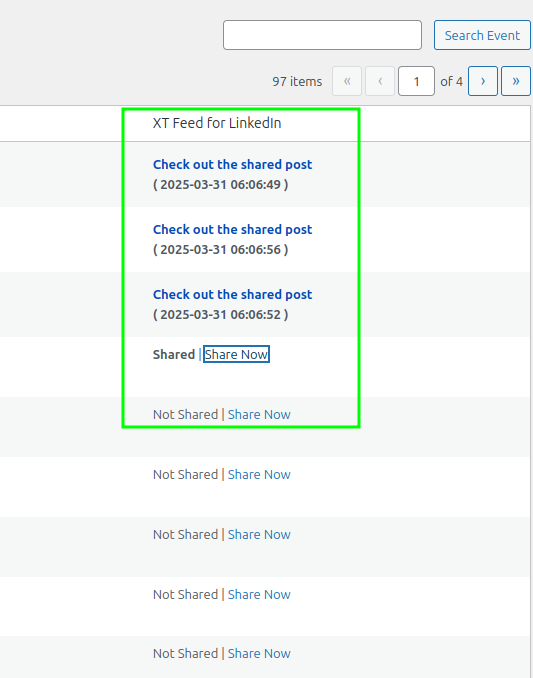 Search Event
97 items « ‹ 1 of 4 › »
XT Feed for LinkedIn
Check out the shared post
( 2025-03-31 06:06:49 )
Check out the shared post
( 2025-03-31 06:06:56 )
Check out the shared post
( 2025-03-31 06:06:52 )
Shared | Share Now
Not Shared | Share Now
Not Shared | Share Now
Not Shared | Share Now
Not Shared | Share Now
Not Shared | Share Now